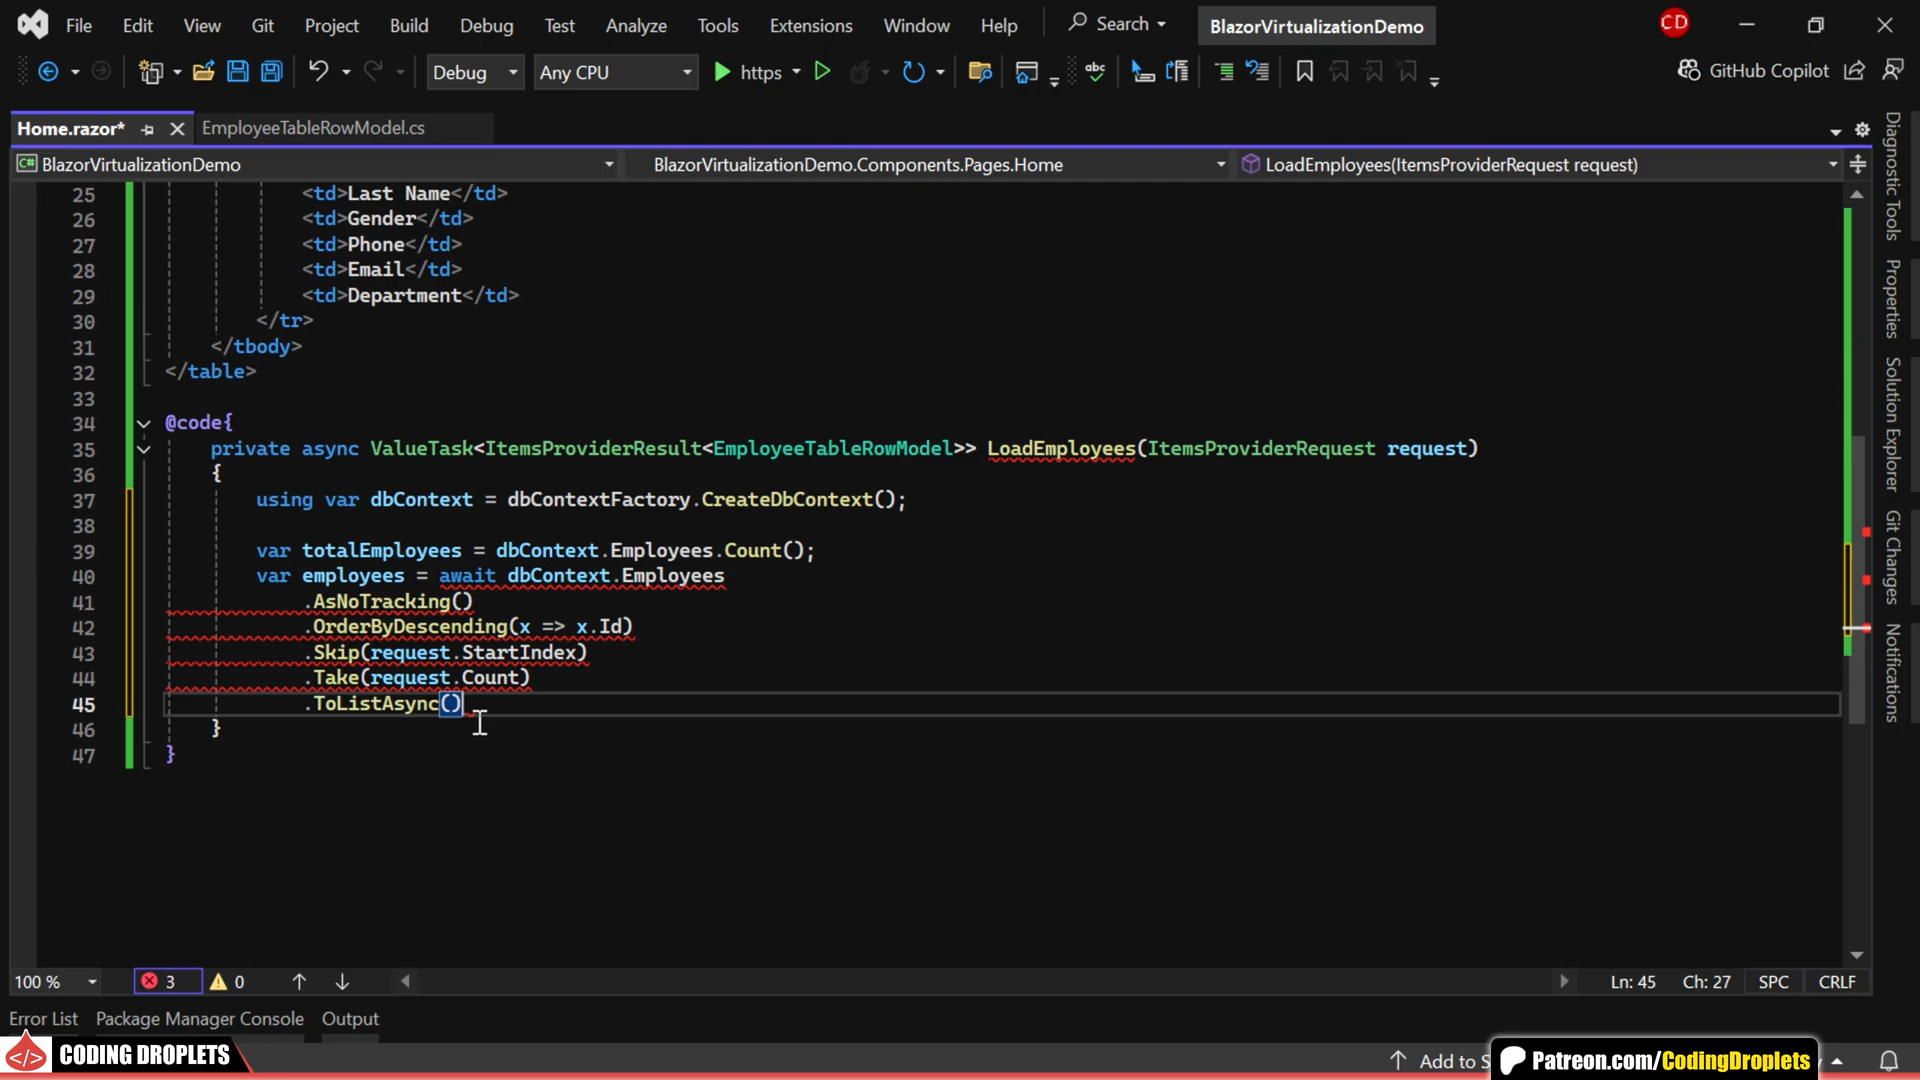 File Edit View Git Project Build Debug Test Analyze Tools Extensions Window Help Search BlazorVirtualizationDemo CD
Debug Any CPU https abc GitHub Copilot
Home.razor* EmployeeTableRowModel.cs
C# BlazorVirtualizationDemo BlazorVirtualizationDemo.Components.Pages.Home LoadEmployees(ItemsProviderRequest request)
25 <td>Last Name</td>
26 <td>Gender</td>
27 <td>Phone</td>
28 <td>Email</td>
29 <td>Department</td>
30 </tr>
31 </tbody>
32 </table>
33
34 @code{
35 private async ValueTask<ItemsProviderResult<EmployeeTableRowModel>> LoadEmployees(ItemsProviderRequest request)
36 {
37 using var dbContext = dbContextFactory.CreateDbContext();
38
39 var totalEmployees = dbContext.Employees.Count();
40 var employees = await dbContext.Employees
41 .AsNoTracking()
42 .OrderByDescending(x => x.Id)
43 .Skip(request.StartIndex)
44 .Take(request.Count)
45 .ToListAsync()
46 }
47 }
Diagnostic Tools
Properties
Solution Explorer
Git Changes
Notifications
100 % 3 0 Ln: 45 Ch: 27 SPC CRLF
Error List Package Manager Console Output
CODING DROPLETS Add to S Patreon.com/CodingDroplets